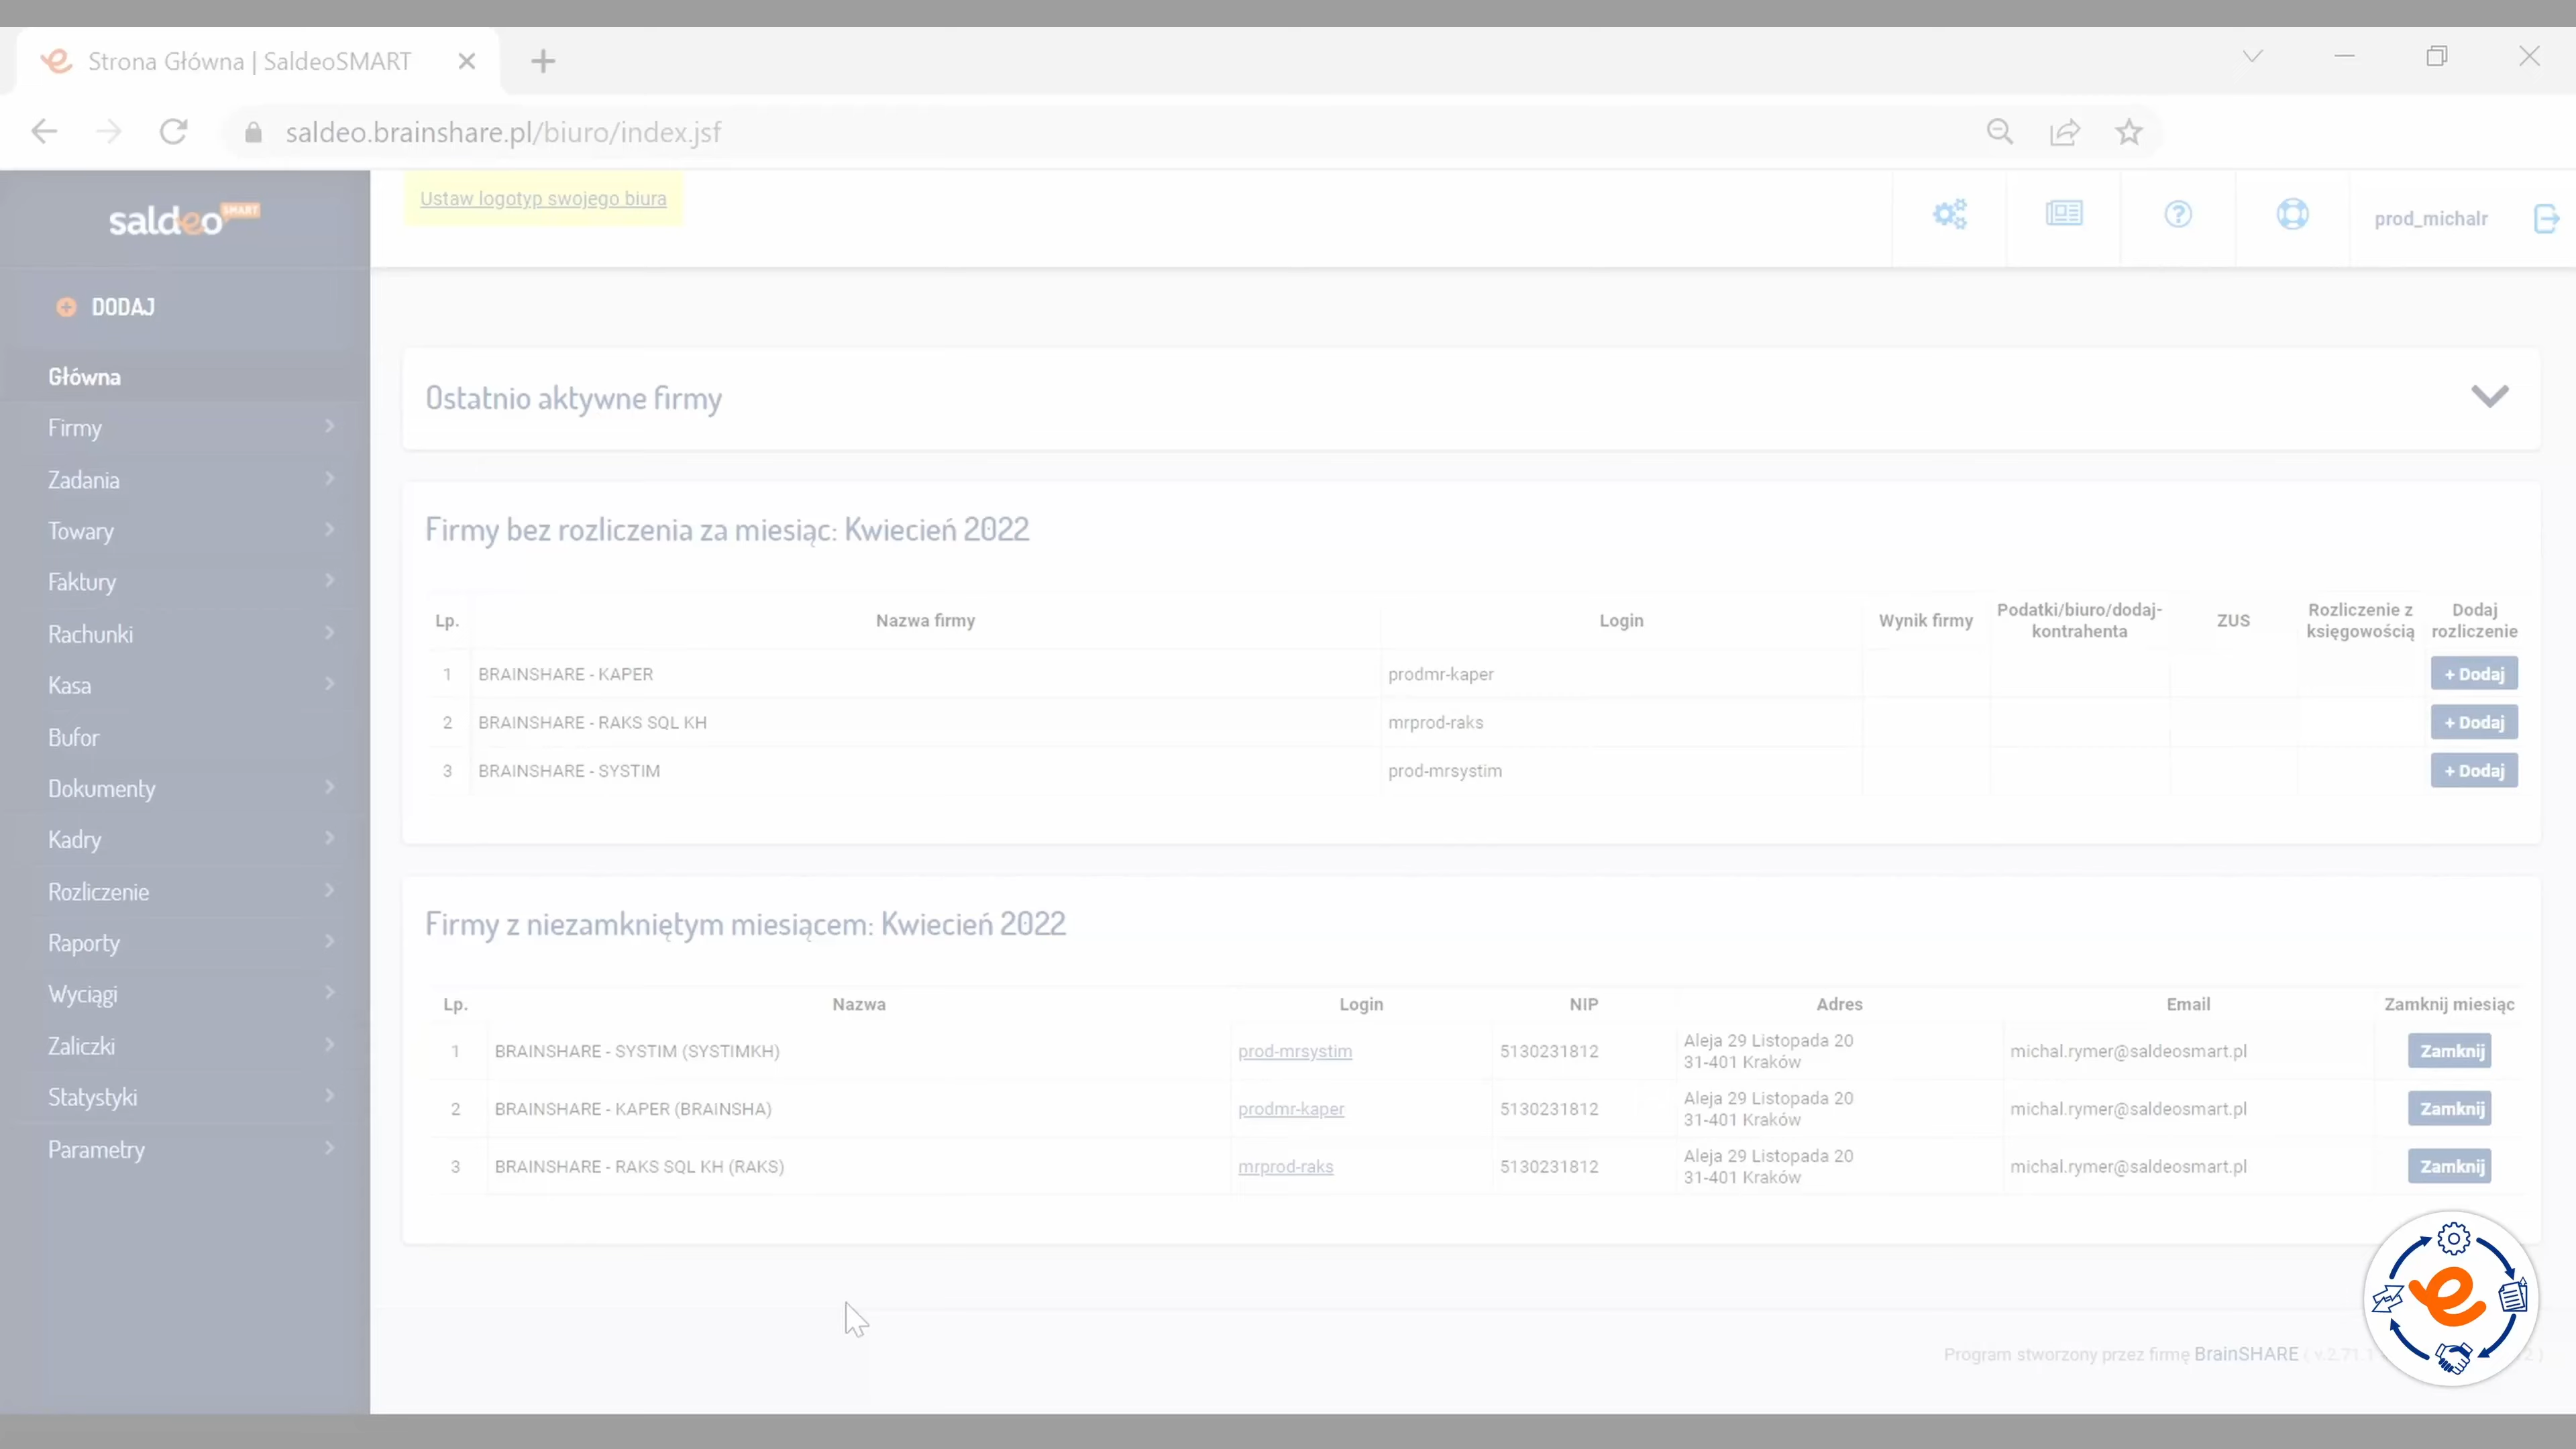 Strona Główna | SaldeoSMART
saldeo.brainshare.pl/biuro/index.jsf
saldeo SMART
Ustaw logotyp swojego biura
prod_michalr
DODAJ
Główna
Firmy
Zadania
Towary
Faktury
Rachunki
Kasa
Bufor
Dokumenty
Kadry
Rozliczenie
Raporty
Wyciągi
Zaliczki
Statystyki
Parametry
Ostatnio aktywne firmy
Firmy bez rozliczenia za miesiąc: Kwiecień 2022
Lp. Nazwa firmy Login Wynik firmy Podatki/biuro/dodaj-kontrahenta ZUS Rozliczenie z księgowością Dodaj rozliczenie
1 BRAINSHARE - KAPER prodmr-kaper + Dodaj
2 BRAINSHARE - RAKS SQL KH mrprod-raks + Dodaj
3 BRAINSHARE - SYSTIM prod-mrsystim + Dodaj
Firmy z niezamkniętym miesiącem: Kwiecień 2022
Lp. Nazwa Login NIP Adres Email Zamknij miesiąc
1 BRAINSHARE - SYSTIM (SYSTIMKH) prod-mrsystim 5130231812 Aleja 29 Listopada 20 31-401 Kraków michal.rymer@saldeosmart.pl Zamknij
2 BRAINSHARE - KAPER (BRAINSHA) prodmr-kaper 5130231812 Aleja 29 Listopada 20 31-401 Kraków michal.rymer@saldeosmart.pl Zamknij
3 BRAINSHARE - RAKS SQL KH (RAKS) mrprod-raks 5130231812 Aleja 29 Listopada 20 31-401 Kraków michal.rymer@saldeosmart.pl Zamknij
Program stworzony przez firmę BrainSHARE